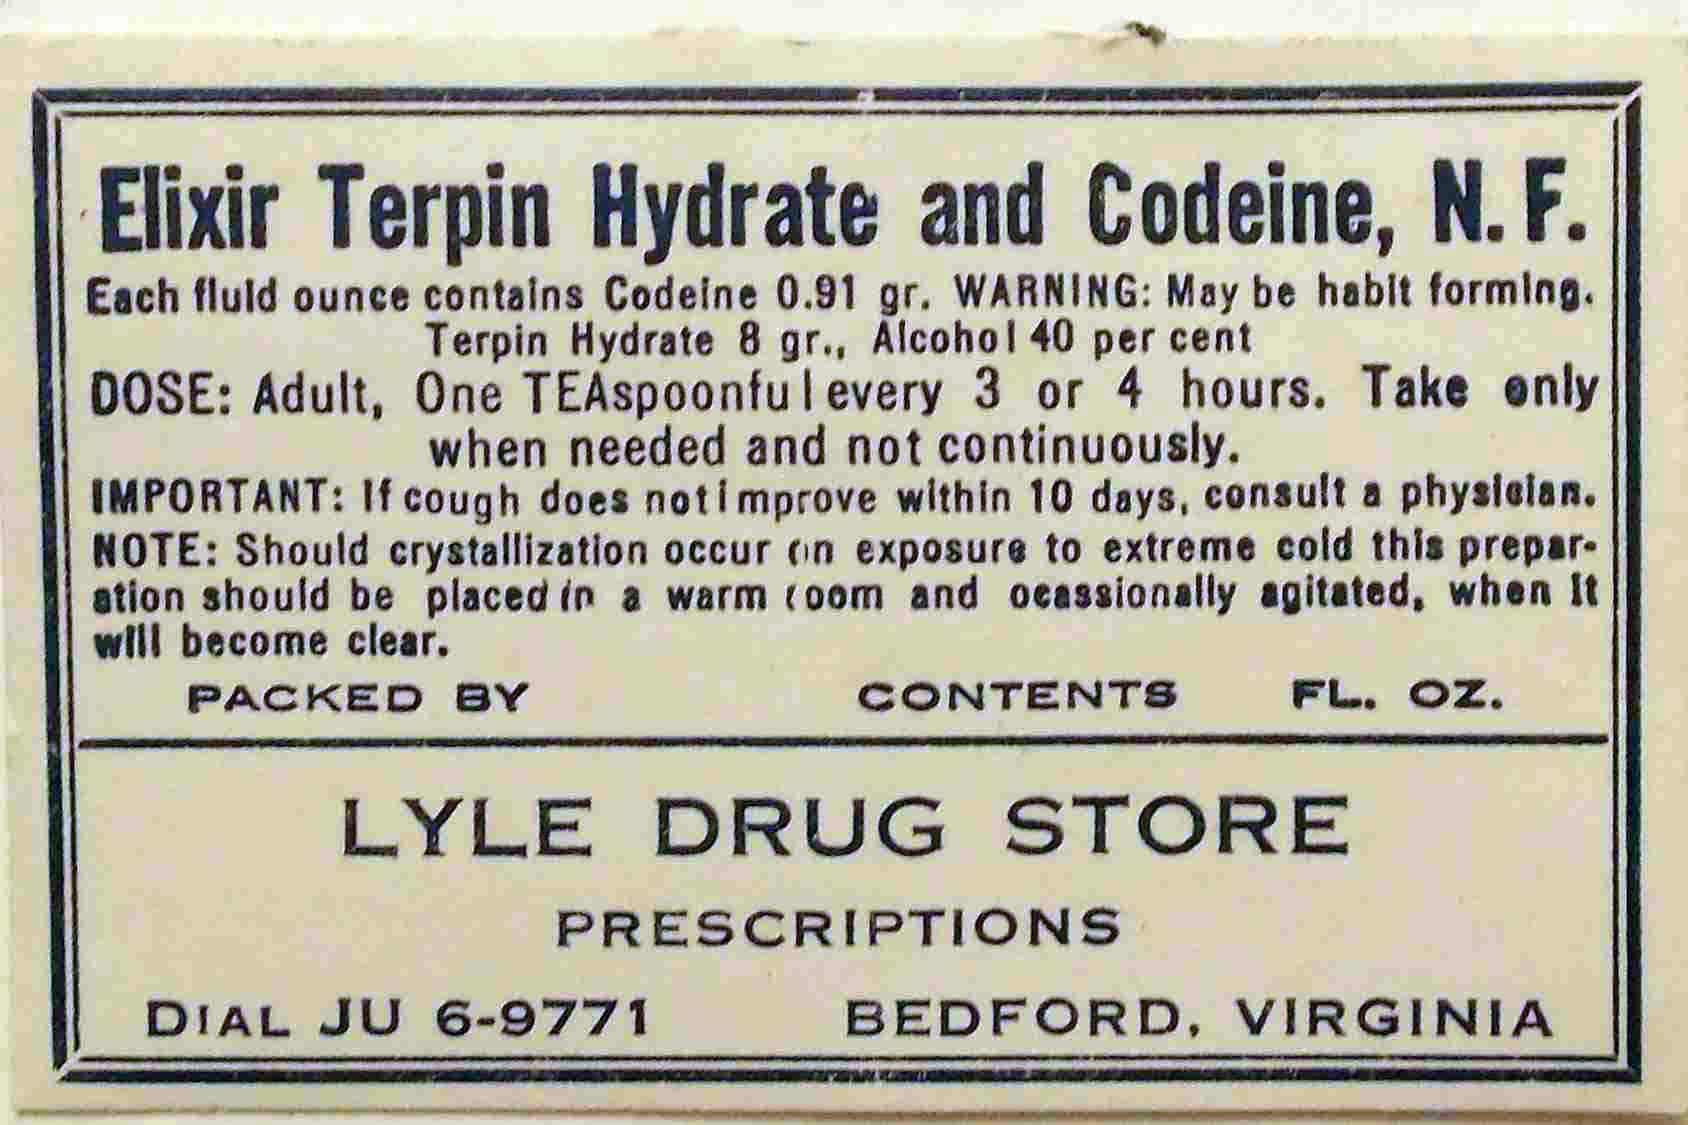 Elixir Terpin Hydrate and Codeine, N. F.
Each fluid ounce contains Codeine 0.91 gr. WARNING: May be habit forming.
Terpin Hydrate 8 gr., Alcohol 40 per cent
DOSE: Adult, One TEAspoonful every 3 or 4 hours. Take only
when needed and not continuously.
IMPORTANT: If cough does not improve within 10 days, consult a physician.
NOTE: Should crystallization occur on exposure to extreme cold this prepar-
ation should be placed in a warm room and ocassionally agitated, when it
will become clear.
PACKED BY CONTENTS FL. OZ.
LYLE DRUG STORE
PRESCRIPTIONS
DIAL JU 6-9771 BEDFORD, VIRGINIA